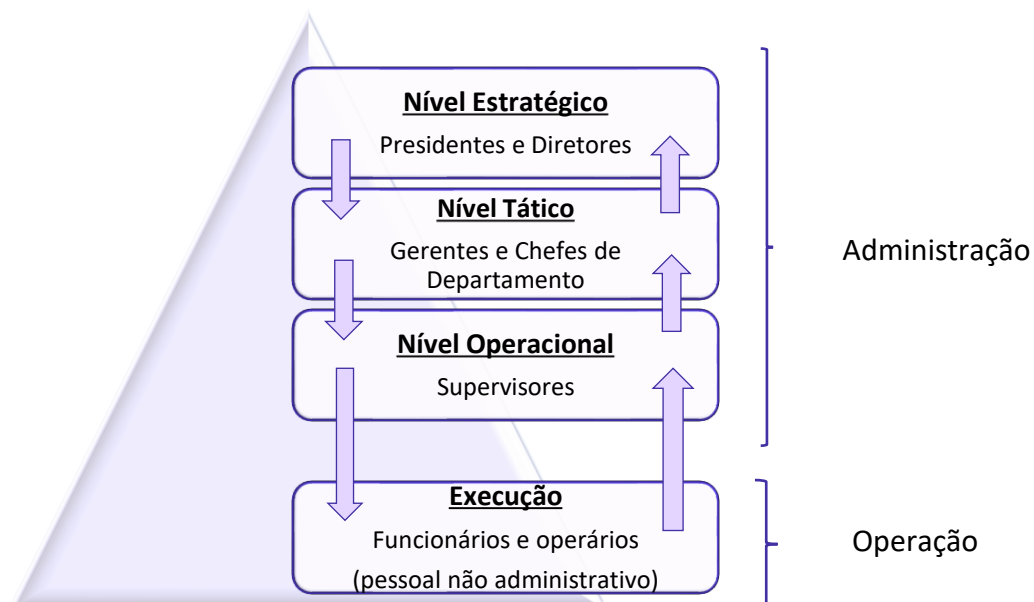 Nível Estratégico
Presidentes e Diretores
Nível Tático
Gerentes e Chefes de
Departamento
Administração
Nível Operacional
Supervisores
Execução
Funcionários e operários
(pessoal não administrativo)
Operação